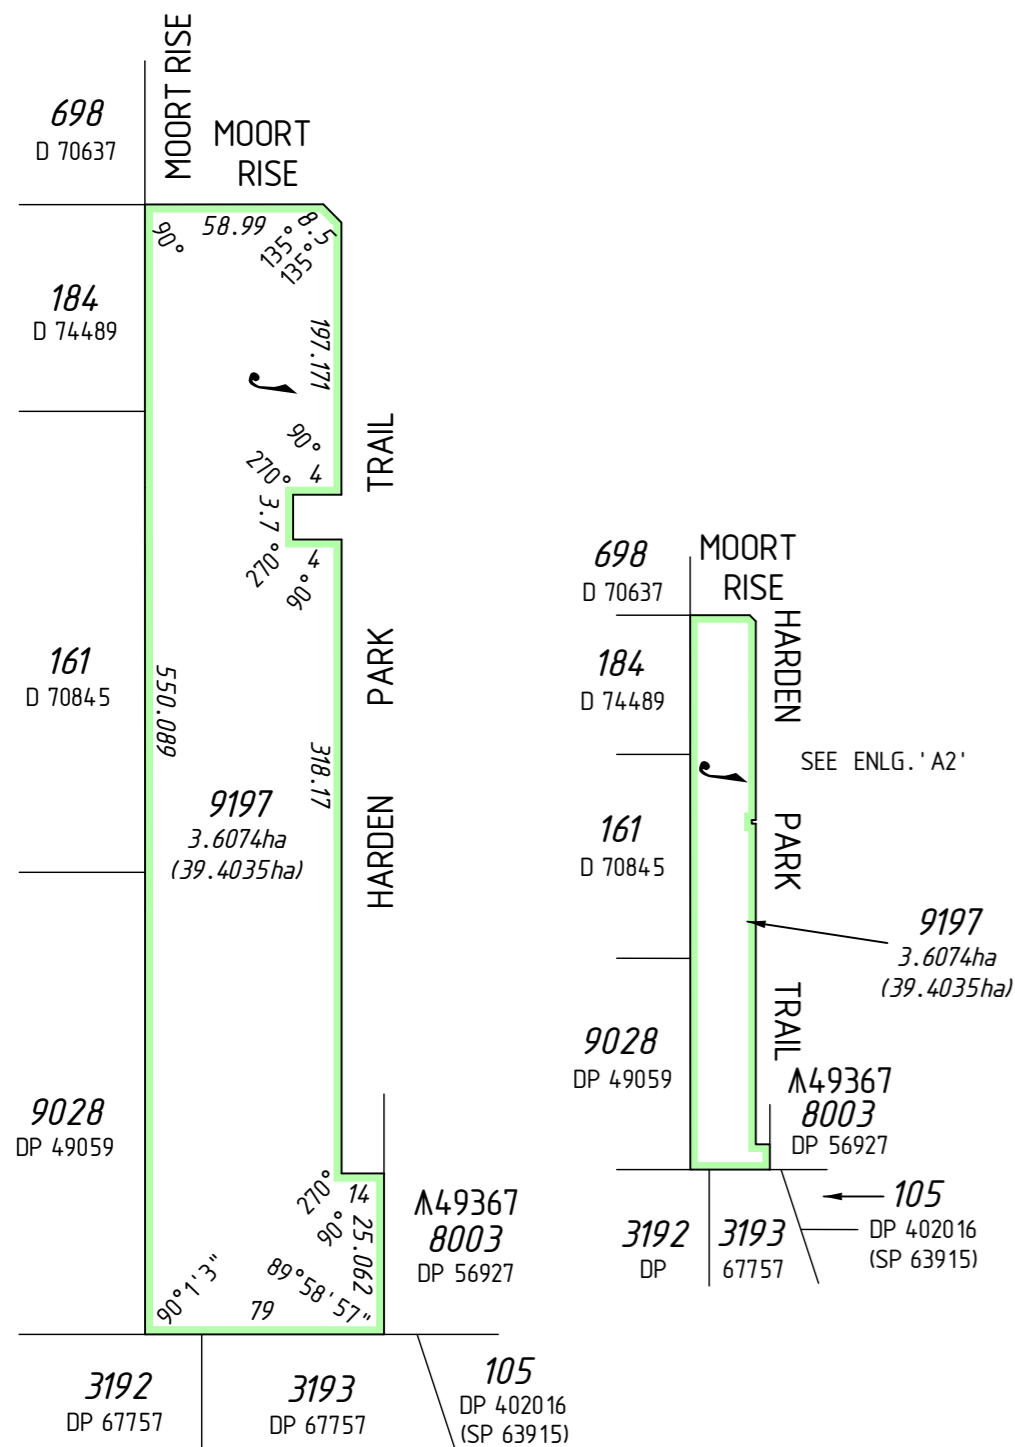 MOORT RISE
698
D 70637
MOORT
RISE
58.99
8.5
90°
135°
135°
184
D 74489
197.171
90°
270°
4
3.7
270°
4
90°
TRAIL
161
D 70845
550.089
PARK
318.17
9197
3.6074ha
(39.4035ha)
HARDEN
9028
DP 49059
270°
14
90°
25.062
49367
8003
DP 56927
90°1'3"
79
89°58'57"
3192
DP 67757
3193
DP 67757
105
DP 402016
(SP 63915)
698
D 70637
MOORT
RISE
HARDEN
184
D 74489
SEE ENLG.'A2'
161
D 70845
PARK
9197
3.6074ha
(39.4035ha)
TRAIL
9028
DP 49059
49367
8003
DP 56927
105
DP 402016
(SP 63915)
3192
DP
3193
67757